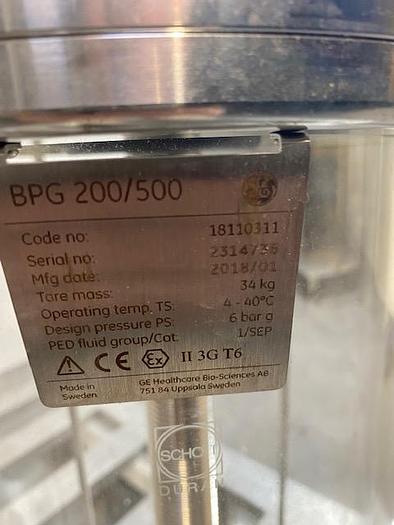 BPG 200/500
Code no: 18110311
Serial no: 2314736
Mfg date: 2018/01
Tare mass: 34 kg
Operating temp. TS: 4 - 40°C
Design pressure PS: 6 bar g
PED fluid group/Cat: 1/SEP
CE Ex II 3G T6
Made in Sweden
GE Healthcare Bio-Sciences AB
751 84 Uppsala Sweden
SCHOTT
DURAN